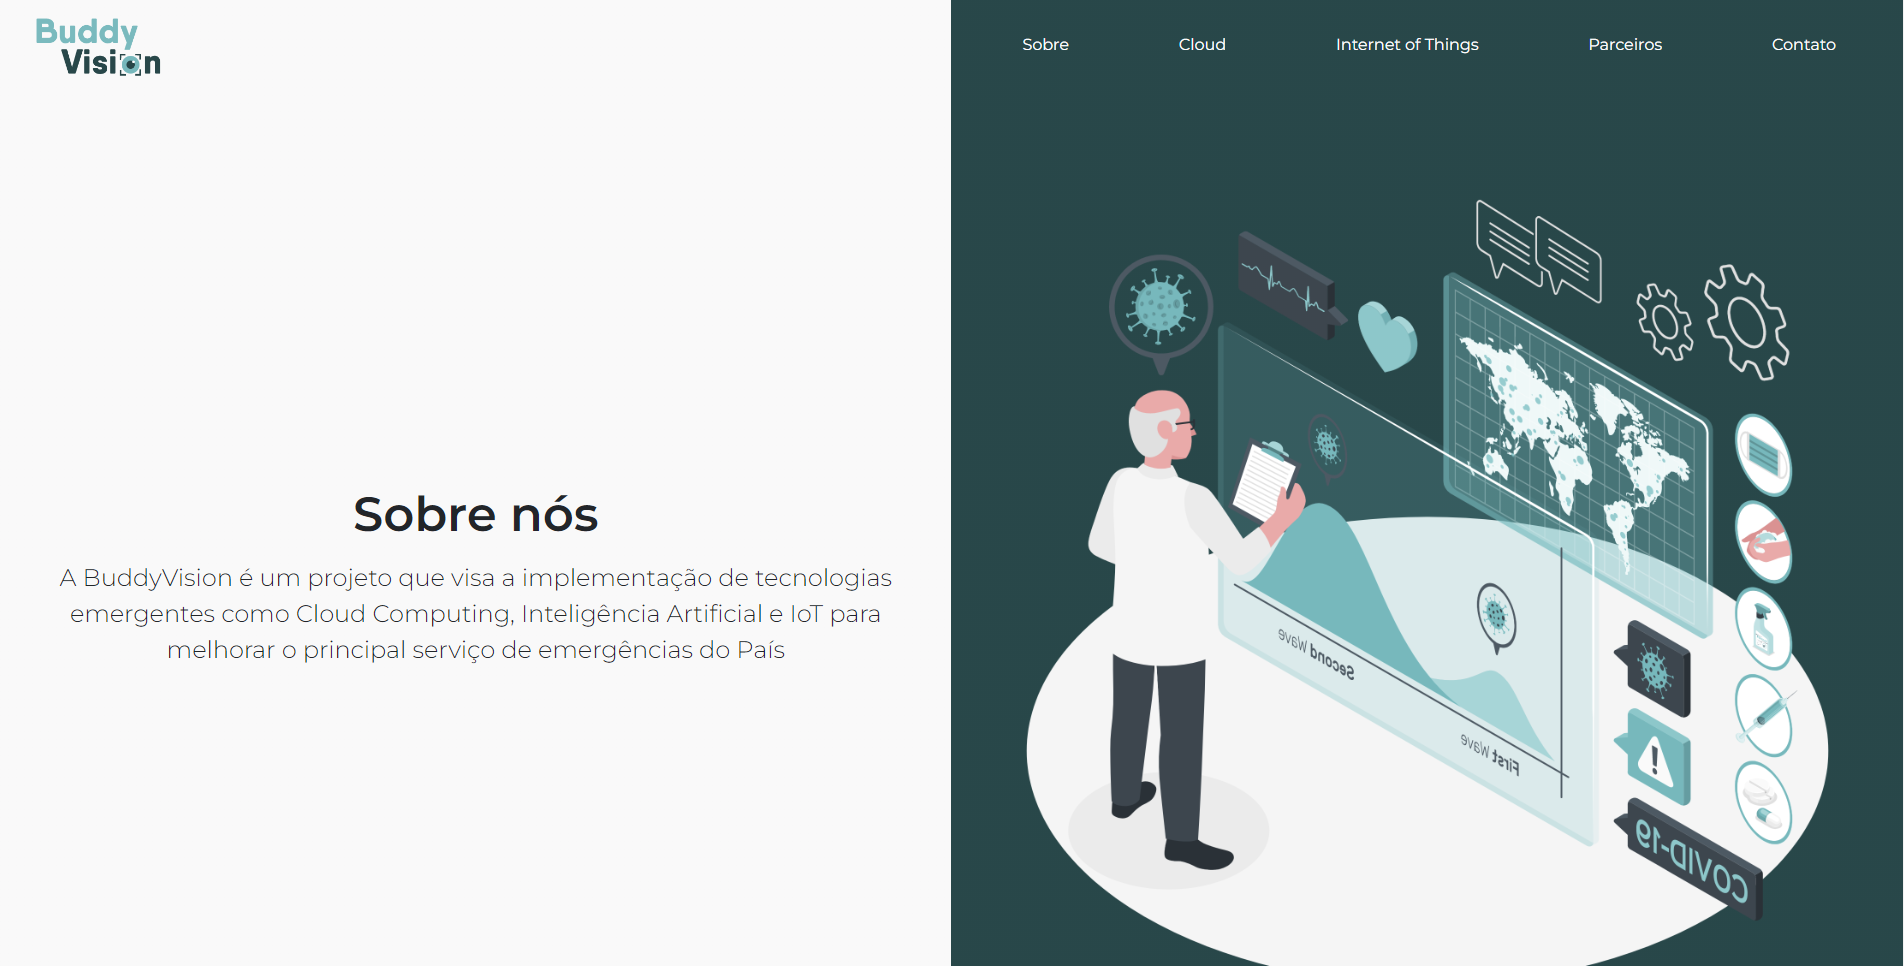 Buddy
Vision
Sobre
Cloud
Internet of Things
Parceiros
Contato
Sobre nós
A BuddyVision é um projeto que visa a implementação de tecnologias
emergentes como Cloud Computing, Inteligência Artificial e IoT para
melhorar o principal serviço de emergências do País
Second Wave
First Wave
COVID-19